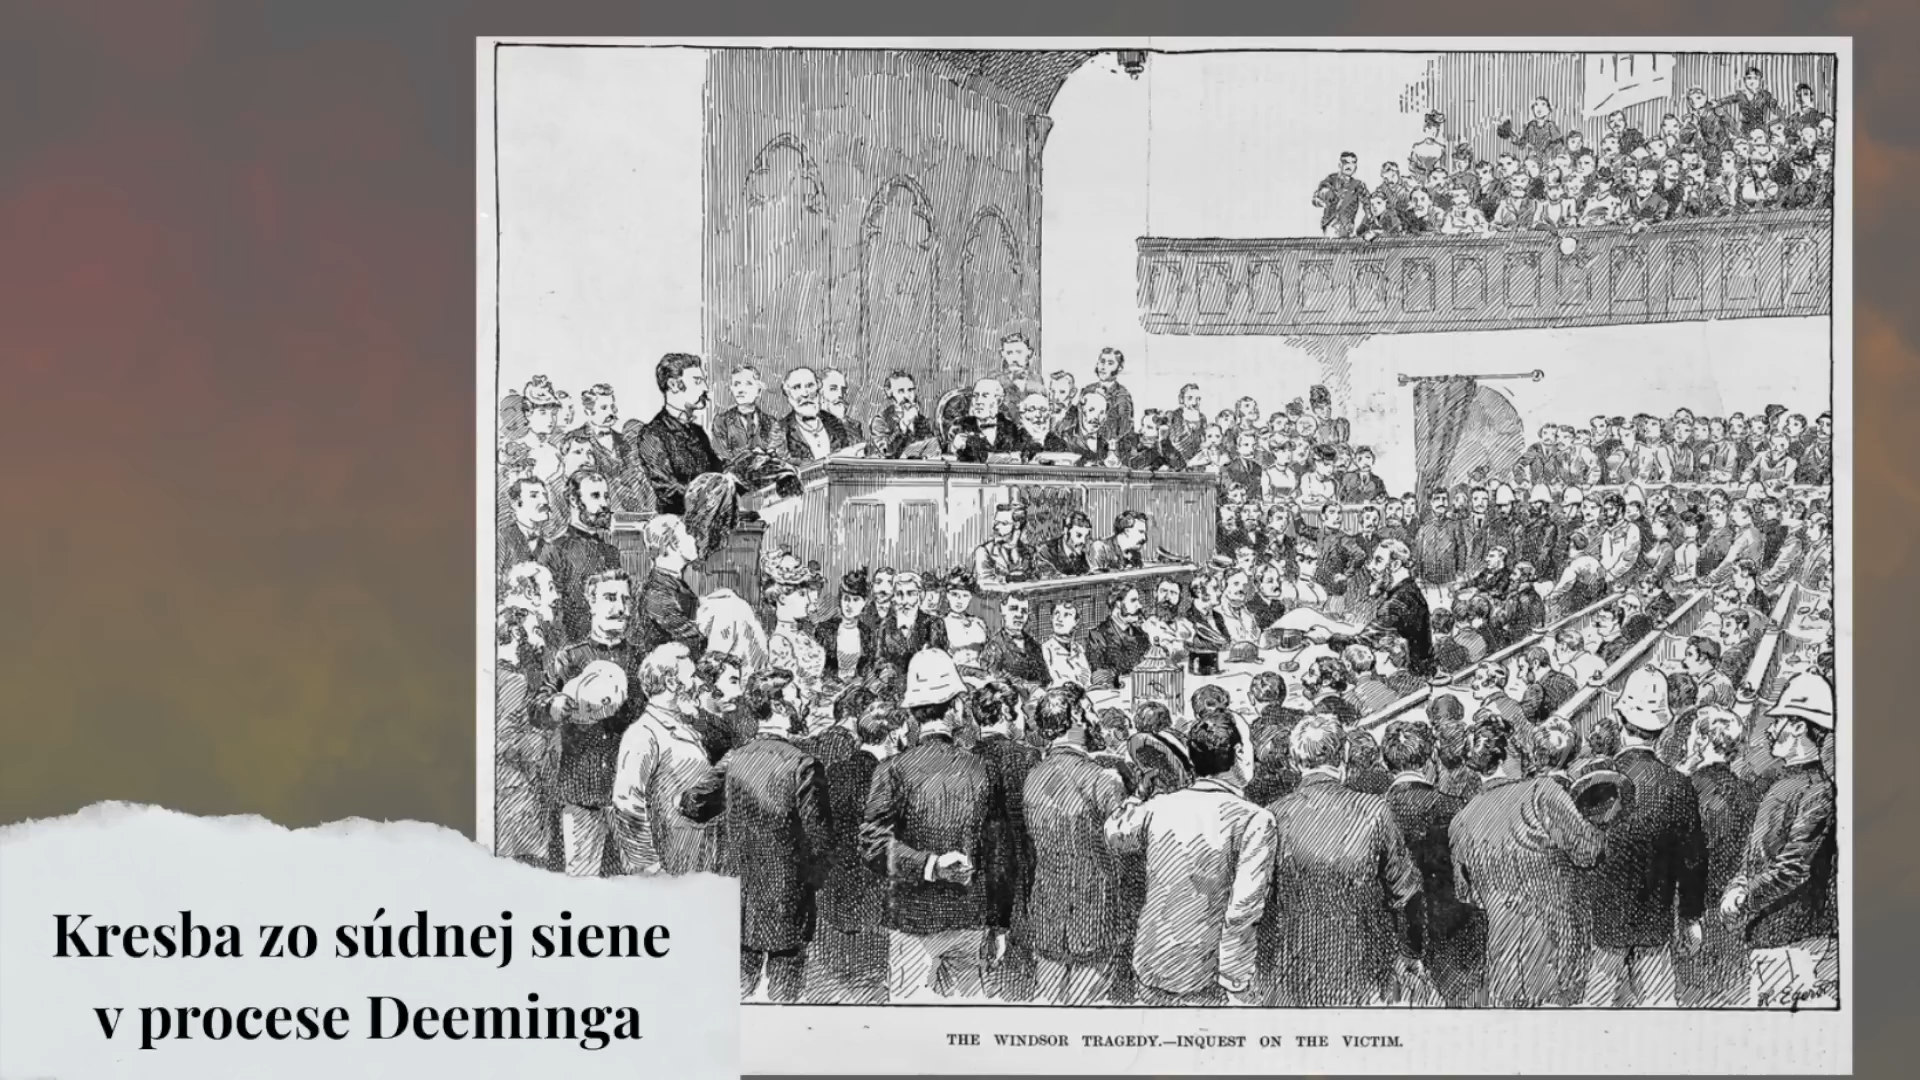 Kresba zo súdnej siene
v procese Deeminga
THE WINDSOR TRAGEDY.—INQUEST ON THE VICTIM.